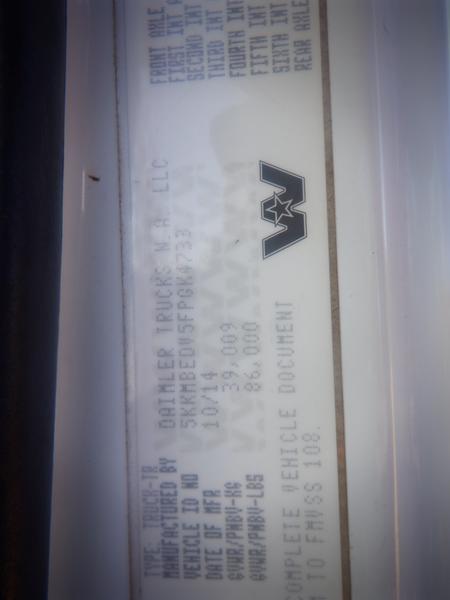 TYPE: TRUCK-TR
MANUFACTURED BY DAIMLER TRUCKS N.A. LLC
VEHICLE ID NO
DATE OF MFR 10/14
GVWR/PNBV-KG 39,009
GVWR/PNBV-LBS 86,000
COMPLETE VEHICLE DOCUMENT
TO FMVSS 108.
FRONT AXLE
FIRST INT A
SECOND INT
THIRD INT
FOURTH INT
FIFTH INT
SIXTH INT
REAR AXLE